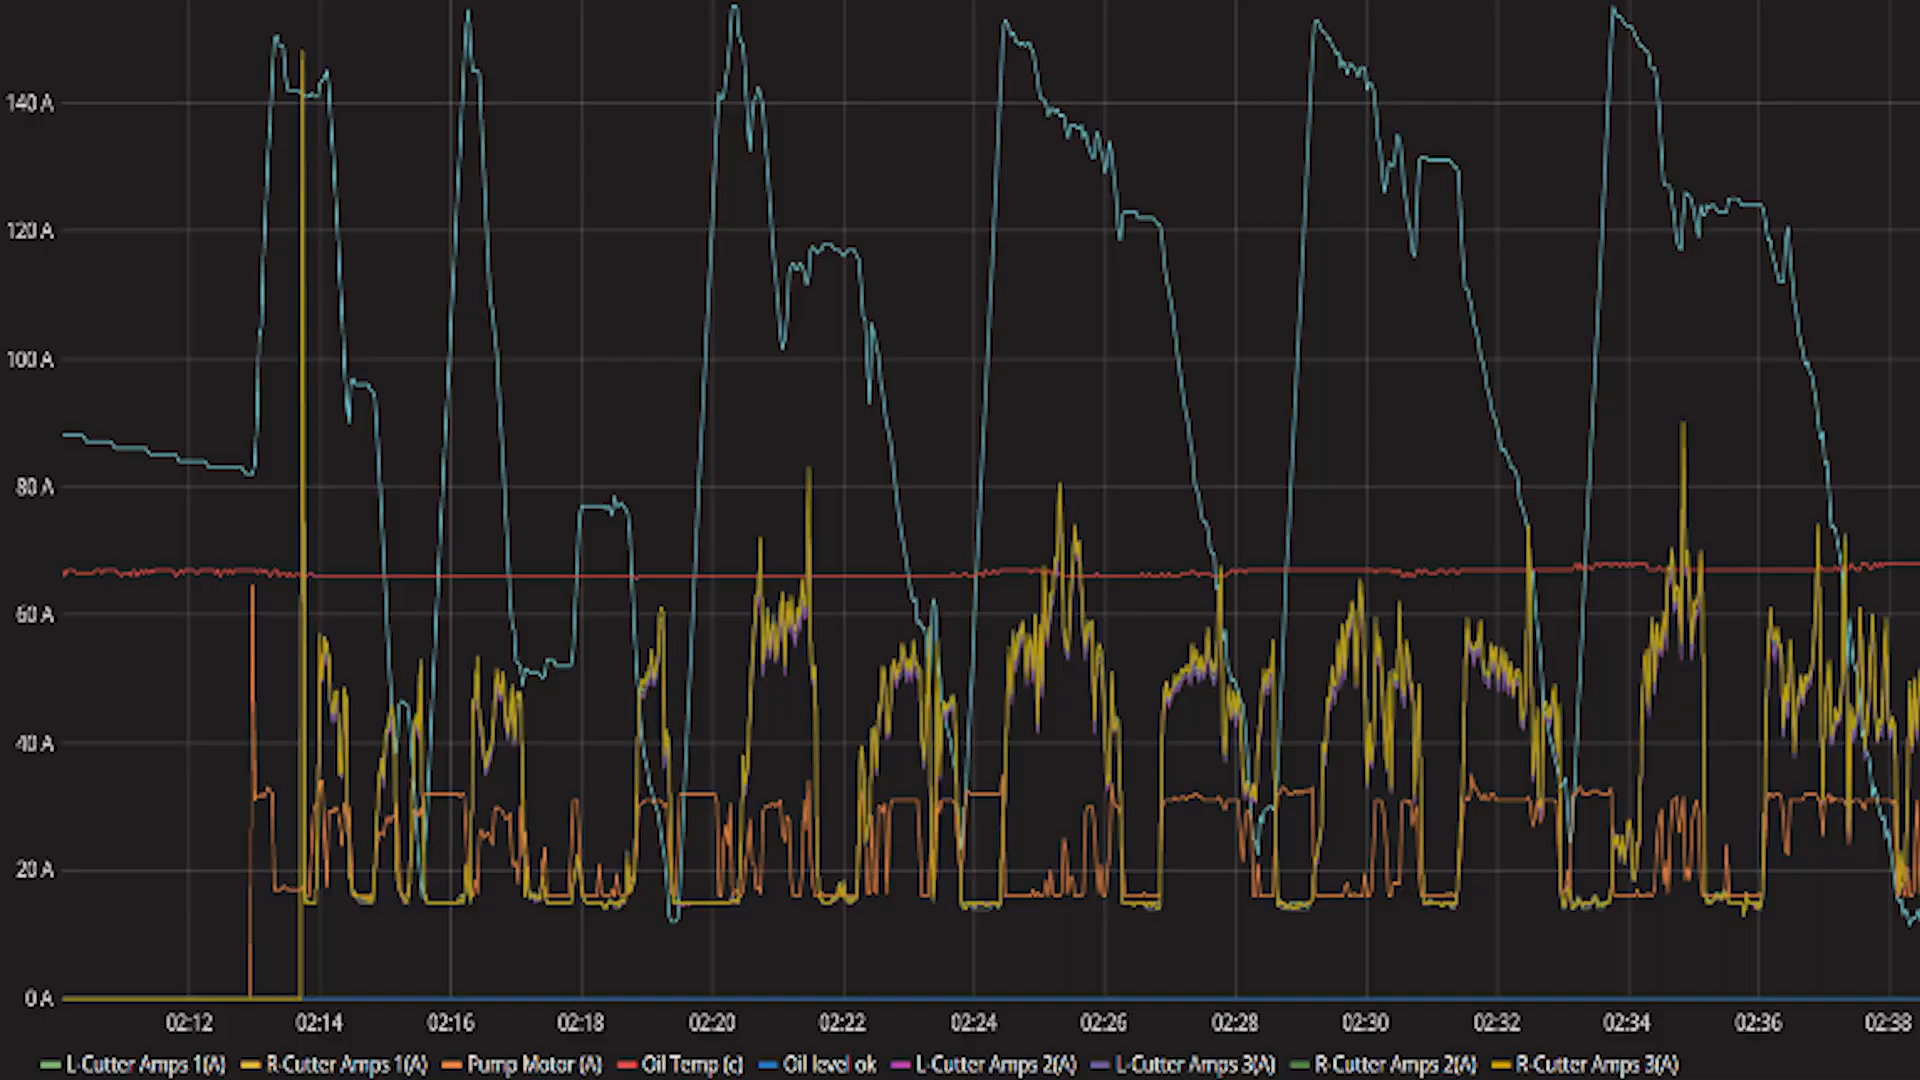 140 A
120 A
100 A
80 A
60 A
40 A
20 A
0 A
02:12 02:14 02:16 02:18 02:20 02:22 02:24 02:26 02:28 02:30 02:32 02:34 02:36 02:38
L-Cutter Amps 1(A) R-Cutter Amps 1(A) Pump Motor (A) Oil Temp (c) Oil level ok L-Cutter Amps 2(A) L-Cutter Amps 3(A) R-Cutter Amps 2(A) R-Cutter Amps 3(A)